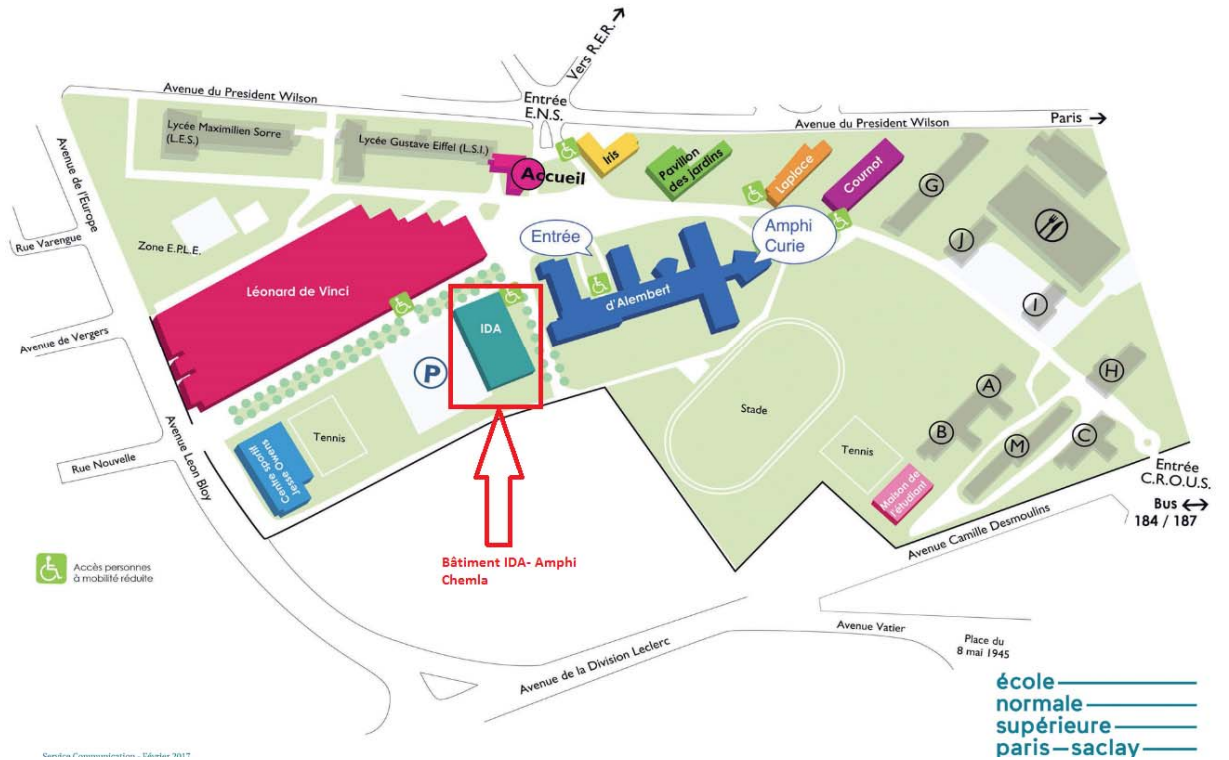 Vers R.E.R.
Avenue du President Wilson
Entrée
E.N.S.
Avenue du President Wilson
Paris
Lycée Maximilien Sorre
(L.E.S.)
Lycée Gustave Eiffel (L.S.I.)
Accueil
Iris
Pavillon
des jardins
Laplace
Cournot
G
J
I
H
Avenue de l'Europe
Rue Varengue
Zone E.P.L.E.
Entrée
Amphi
Curie
Léonard de Vinci
IDA
d'Alembert
Avenue de Vergers
P
Stade
A
B
M
C
Tennis
Tennis
Avenue Leon Bloy
Rue Nouvelle
Centre sportif
Jesse Owens
Maison de
l'étudiant
Entrée
C.R.O.U.S.
Bus
184 / 187
Avenue Camille Desmoulins
Bâtiment IDA- Amphi
Chemla
Accès personnes
à mobilité réduite
Avenue Vatier
Place du
8 mai 1945
Avenue de la Division Leclerc
école
normale
supérieure
paris–saclay
Service Communication - Février 2017